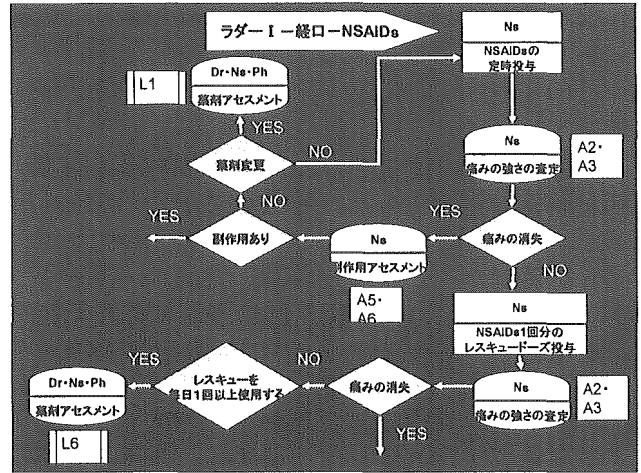 ラダーⅠ－経口－NSAIDs
Ns
NSAIDsの
定時投与
L1
Dr・Ns・Ph
薬剤アセスメント
YES
薬剤変更
NO
Ns
痛みの強さの査定
A2・
A3
NO
YES
副作用あり
YES
痛みの消失
Ns
副作用アセスメント
NO
A5・
A6
Ns
NSAIDs1回分の
レスキュードーズ投与
Dr・Ns・Ph
薬剤アセスメント
YES
レスキューを
毎日1回以上使用する
NO
痛みの消失
Ns
痛みの強さの査定
A2・
A3
L6
YES